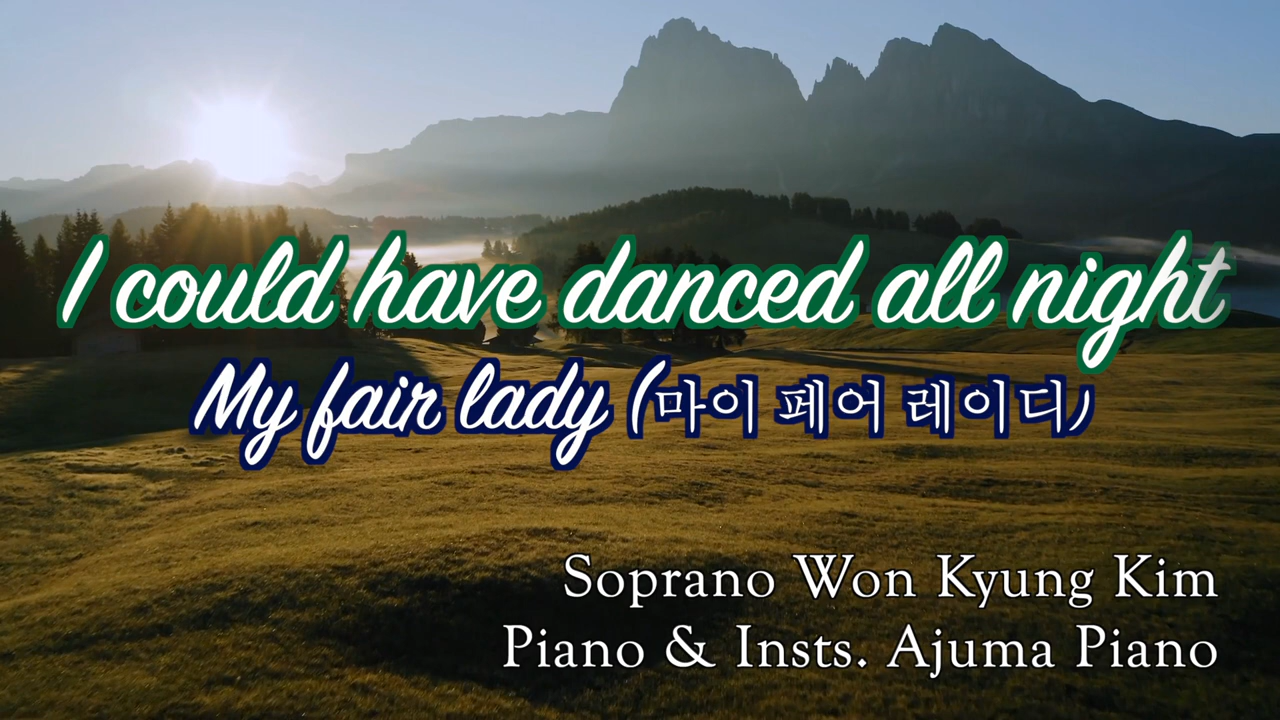 I could have danced all night
My fair lady (마이 페어 레이디)
Soprano Won Kyung Kim
Piano & Insts. Ajuma Piano